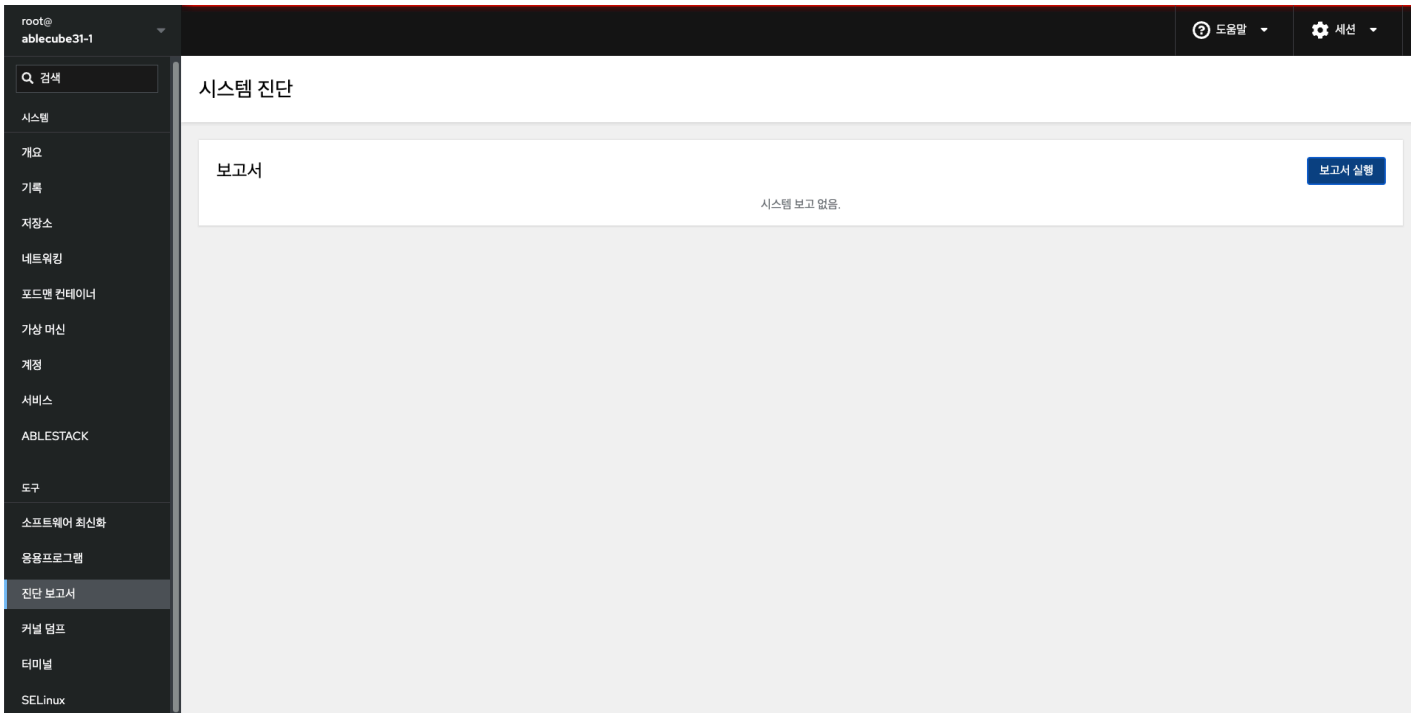 root@
ablecube31-1
도움말
세션
검색
시스템
개요
기록
저장소
네트워킹
포드맨 컨테이너
가상 머신
계정
서비스
ABLESTACK
도구
소프트웨어 최신화
응용프로그램
진단 보고서
커널 덤프
터미널
SELinux
시스템 진단
보고서
보고서 실행
시스템 보고 없음.